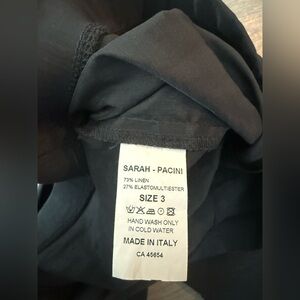 SARAH - PACINI
73% LINEN
27% ELASTOMULTIESTER
SIZE 3
HAND WASH ONLY
IN COLD WATER
MADE IN ITALY
CA 45654